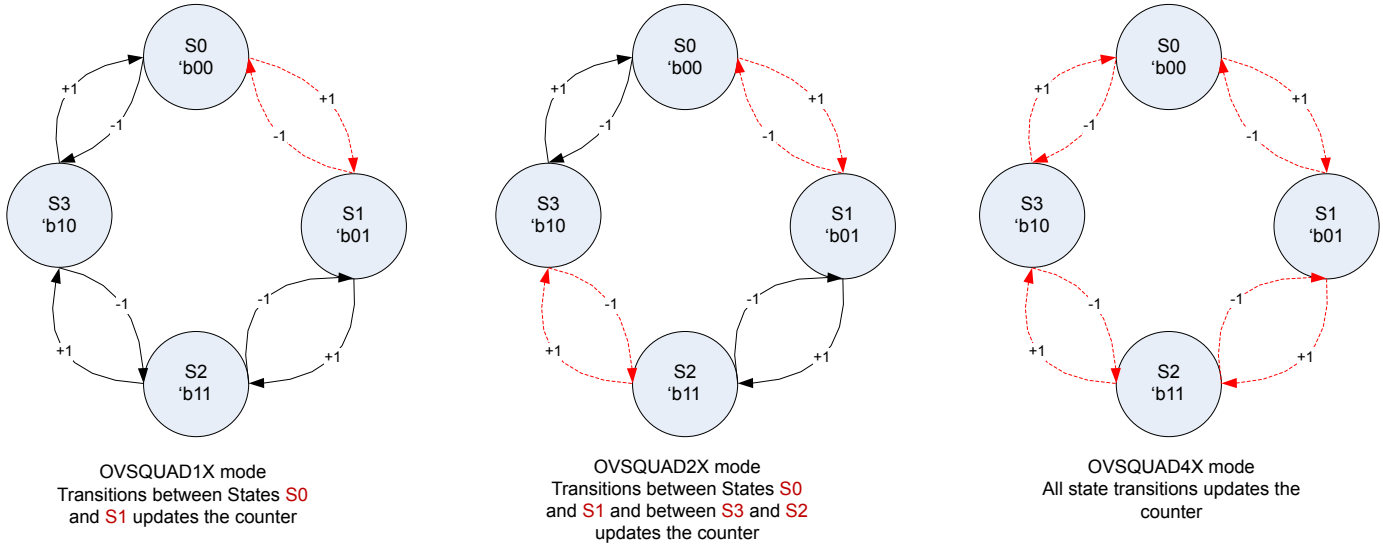 S0
‘b00
+1
-1
+1
-1
S3
‘b10
S1
‘b01
-1
+1
-1
+1
S2
‘b11
OVSQUAD1X mode
Transitions between States S0
and S1 updates the counter
S0
‘b00
+1
-1
+1
-1
S3
‘b10
S1
‘b01
-1
+1
-1
+1
S2
‘b11
OVSQUAD2X mode
Transitions between States S0
and S1 and between S3 and S2
updates the counter
S0
‘b00
+1
-1
+1
-1
S3
‘b10
S1
‘b01
-1
+1
-1
+1
S2
‘b11
OVSQUAD4X mode
All state transitions updates the
counter